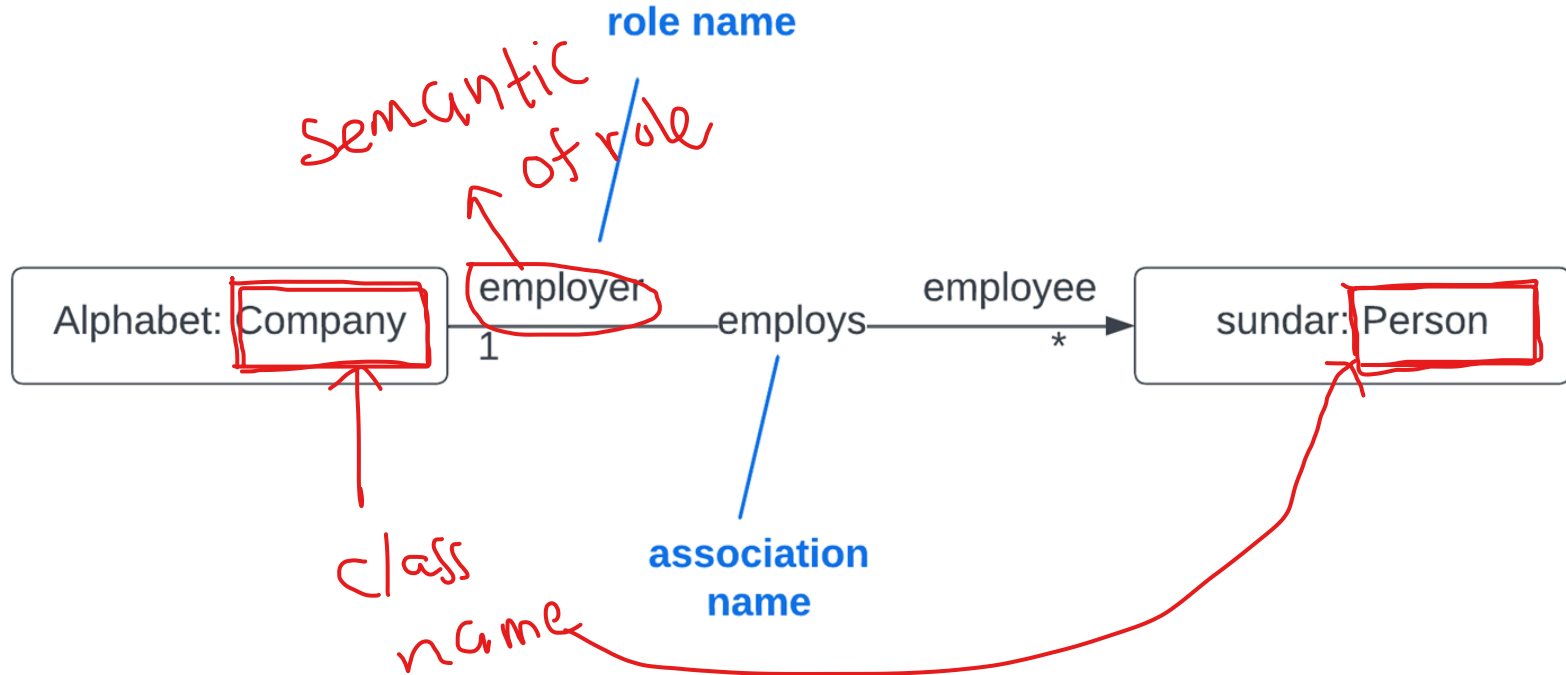 role name
semantic
of role
employer
employee
Alphabet: Company
employs
sundar: Person
1
*
class
name
association
name